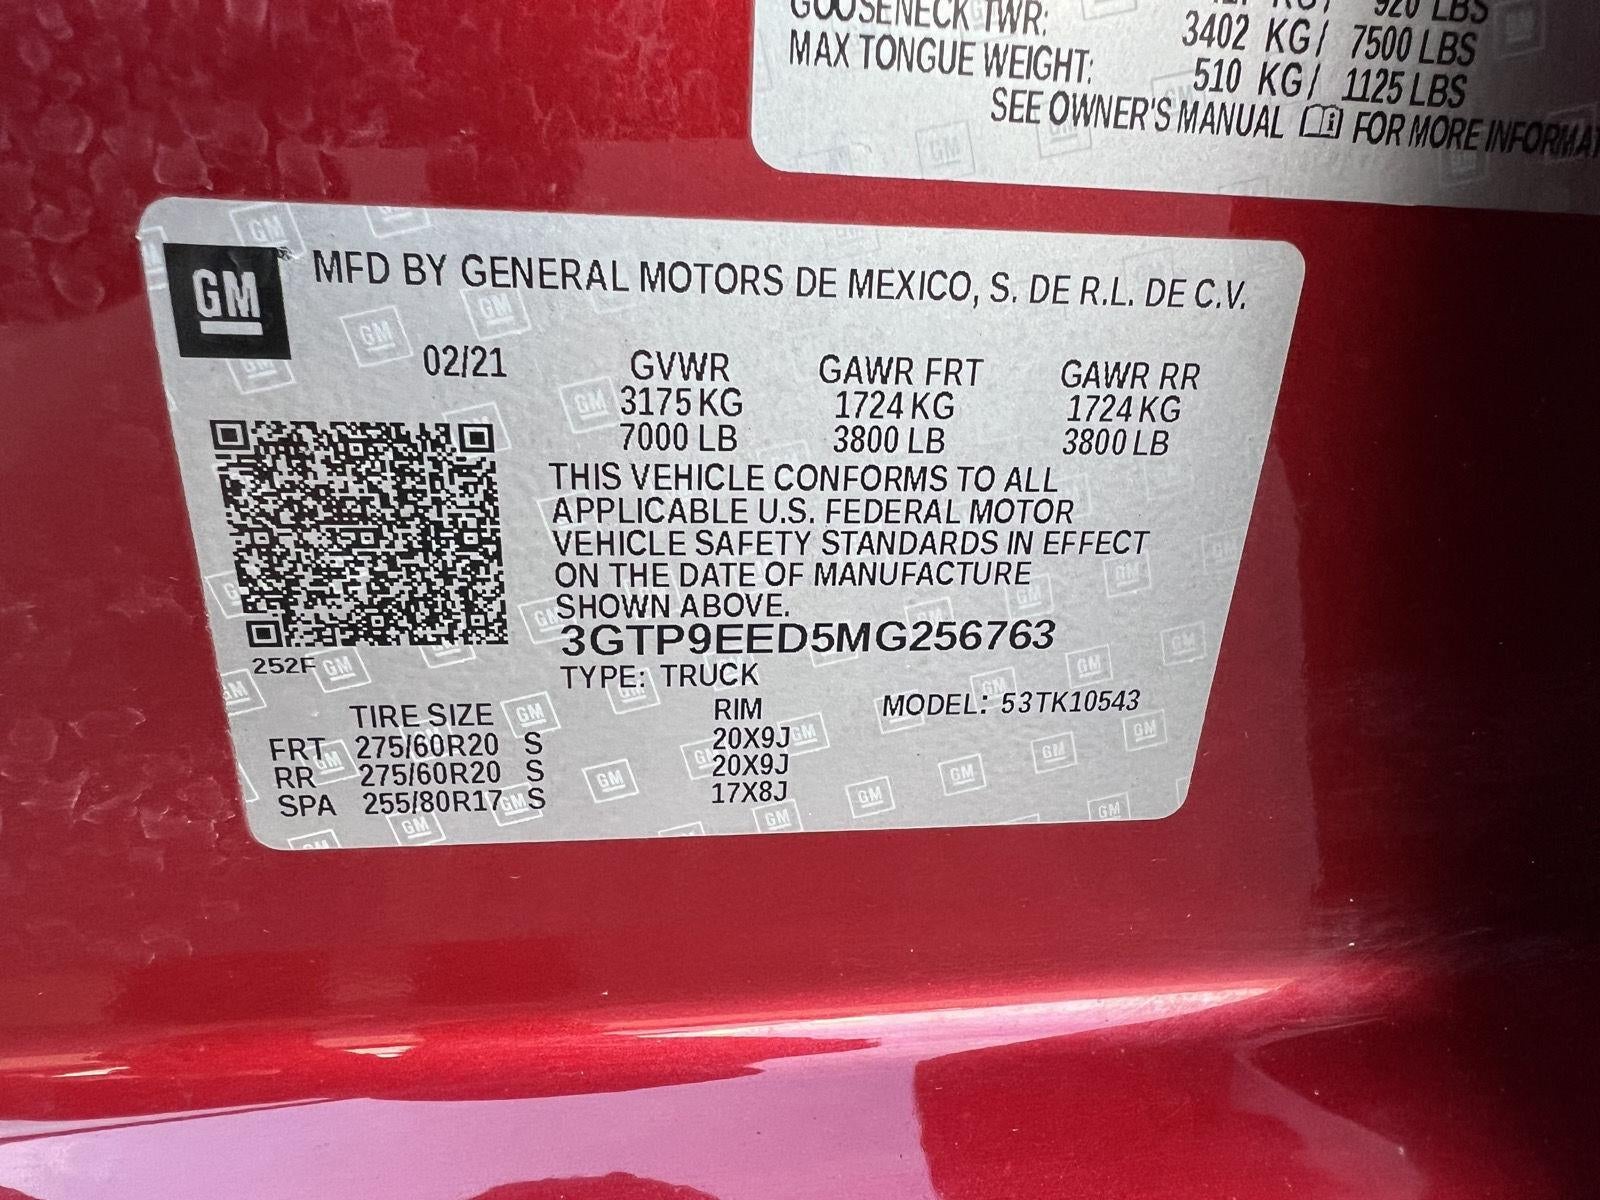 920 LBS
GOOSENECK TWR: 3402 KG/ 7500 LBS
MAX TONGUE WEIGHT: 510 KG/ 1125 LBS
SEE OWNER'S MANUAL FOR MORE INFORMAT
GM
MFD BY GENERAL MOTORS DE MEXICO, S. DE R.L. DE C.V.
02/21 GVWR GAWR FRT GAWR RR
3175 KG 1724 KG 1724 KG
7000 LB 3800 LB 3800 LB
THIS VEHICLE CONFORMS TO ALL
APPLICABLE U.S. FEDERAL MOTOR
VEHICLE SAFETY STANDARDS IN EFFECT
ON THE DATE OF MANUFACTURE
SHOWN ABOVE.
3GTP9EED5MG256763
252F
TYPE: TRUCK
MODEL: 53TK10543
TIRE SIZE RIM
FRT 275/60R20 S 20X9J
RR 275/60R20 S 20X9J
SPA 255/80R17 S 17X8J